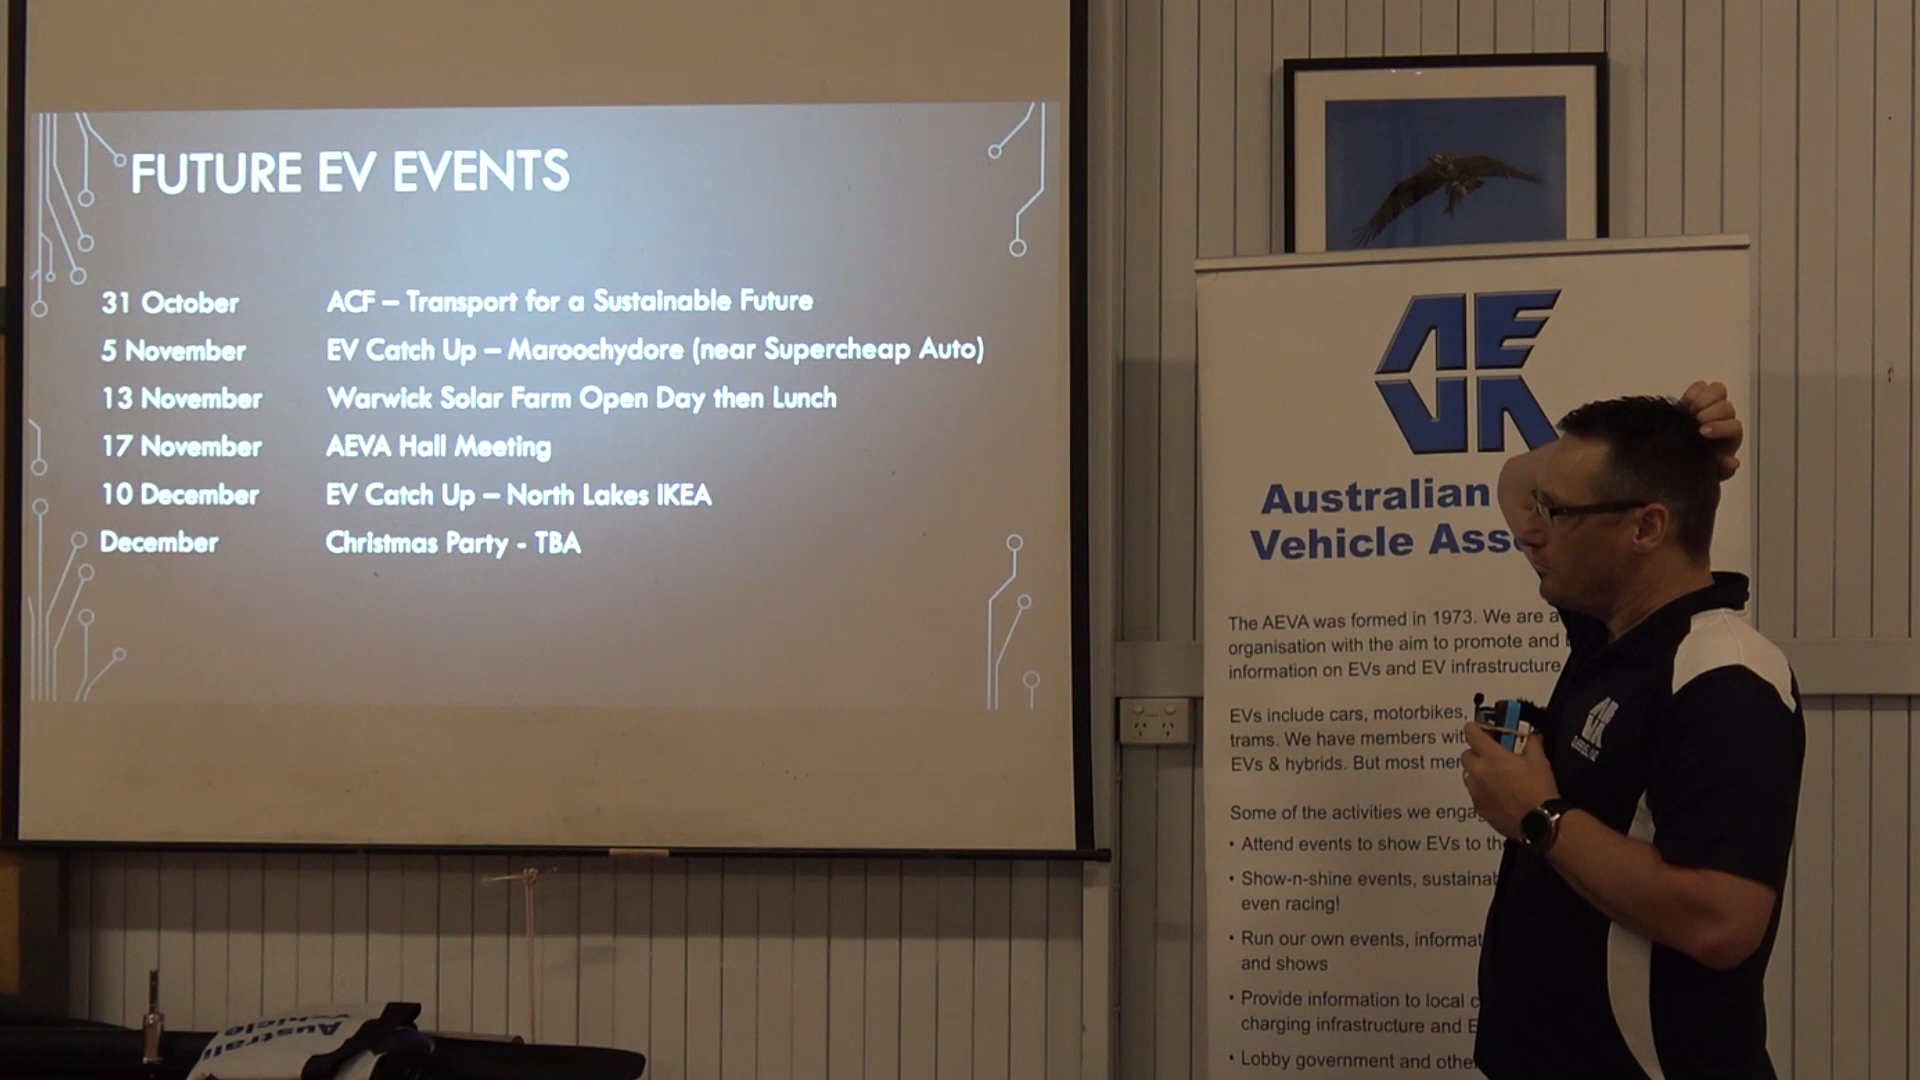 FUTURE EV EVENTS
31 October ACF – Transport for a Sustainable Future
5 November EV Catch Up – Maroochydore (near Supercheap Auto)
13 November Warwick Solar Farm Open Day then Lunch
17 November AEVA Hall Meeting
10 December EV Catch Up – North Lakes IKEA
December Christmas Party - TBA
AEVA
Australian
Vehicle Asso
The AEVA was formed in 1973. We are a
organisation with the aim to promote and
information on EVs and EV infrastructure
EVs include cars, motorbikes,
trams. We have members wit
EVs & hybrids. But most mem
Some of the activities we engag
• Attend events to show EVs to the
• Show-n-shine events, sustainab
even racing!
• Run our own events, informat
and shows
• Provide information to local c
charging infrastructure and E
• Lobby government and othe
Australi
Vehicle